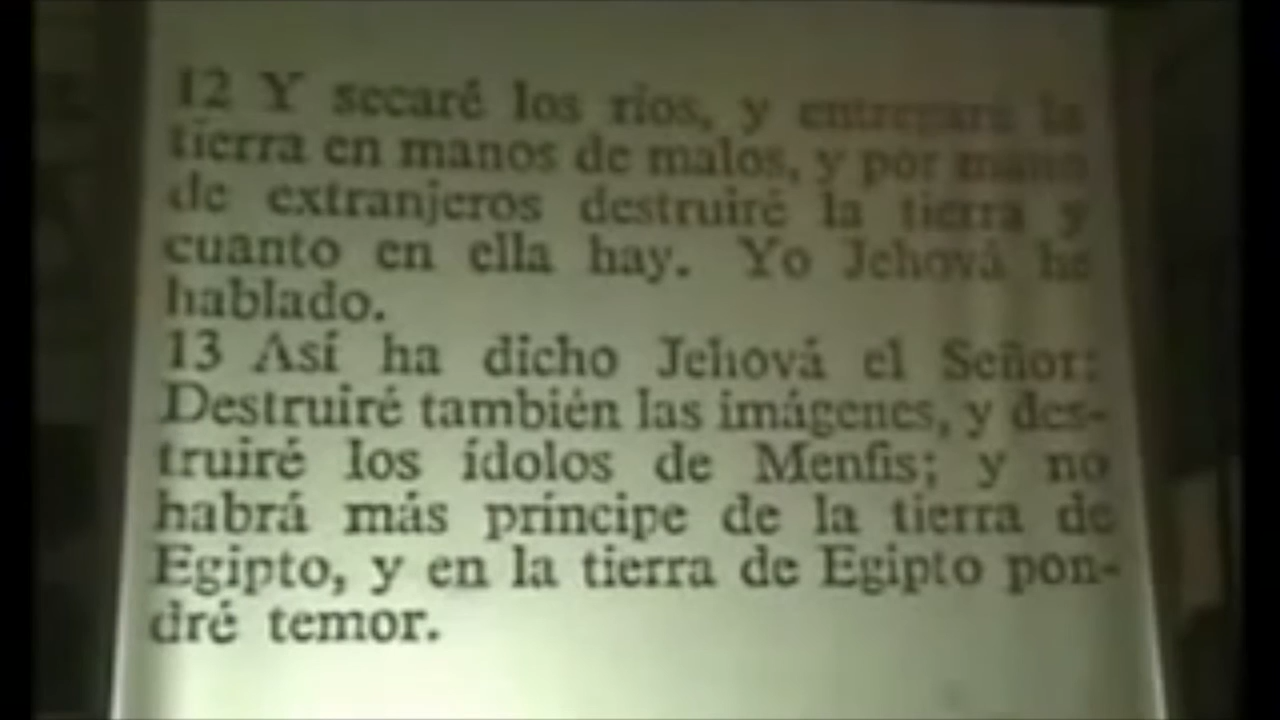 12 Y secaré los ríos, y entregaré la
tierra en manos de malos, y por mano
de extranjeros destruiré la tierra y
cuanto en ella hay. Yo Jehová he
hablado.
13 Así ha dicho Jehová el Señor:
Destruiré también las imágenes, y des-
truiré los ídolos de Menfis; y no
habrá más príncipe de la tierra de
Egipto, y en la tierra de Egipto pon-
dré temor.